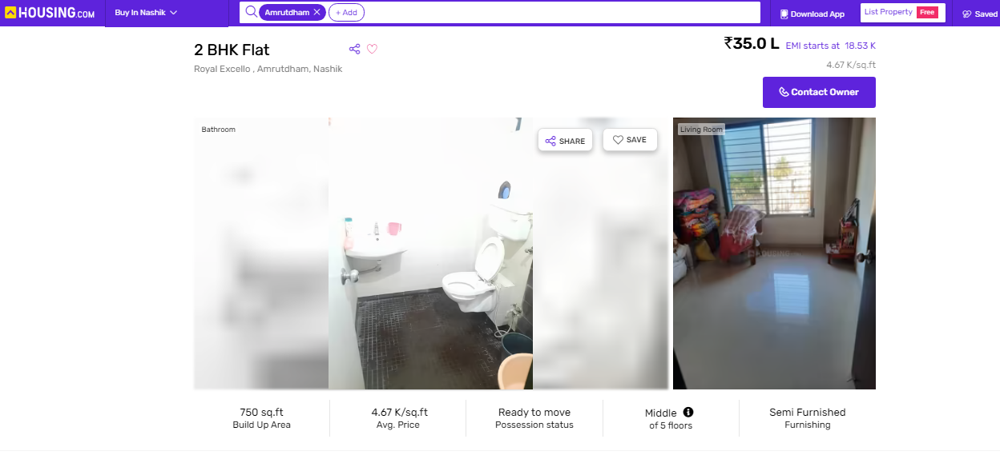 HOUSING.COM
Buy In Nashik
Amrutdham
+ Add
Download App
List Property Free
Saved
2 BHK Flat
₹35.0 L EMI starts at 18.53 K
Royal Excello , Amrutdham, Nashik
4.67 K/sq.ft
Contact Owner
Bathroom
SHARE
SAVE
Living Room
HOUSING.COM
750 sq.ft
Build Up Area
4.67 K/sq.ft
Avg. Price
Ready to move
Possession status
Middle
of 5 floors
Semi Furnished
Furnishing